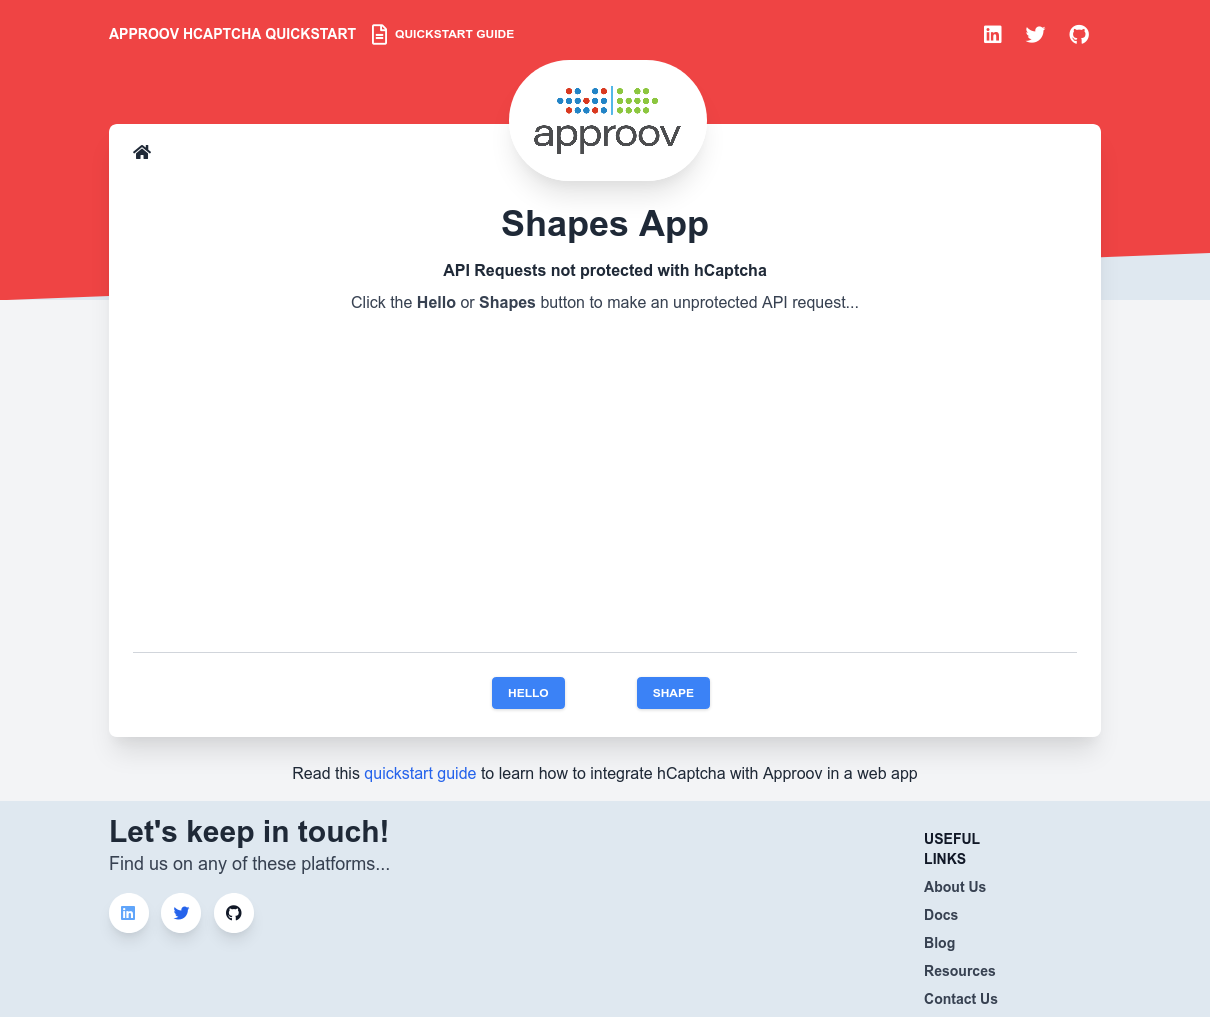 APPROOV HCAPTCHA QUICKSTART
QUICKSTART GUIDE
approov
Shapes App
API Requests not protected with hCaptcha
Click the Hello or Shapes button to make an unprotected API request...
HELLO
SHAPE
Read this quickstart guide to learn how to integrate hCaptcha with Approov in a web app
Let's keep in touch!
Find us on any of these platforms...
USEFUL
LINKS
About Us
Docs
Blog
Resources
Contact Us